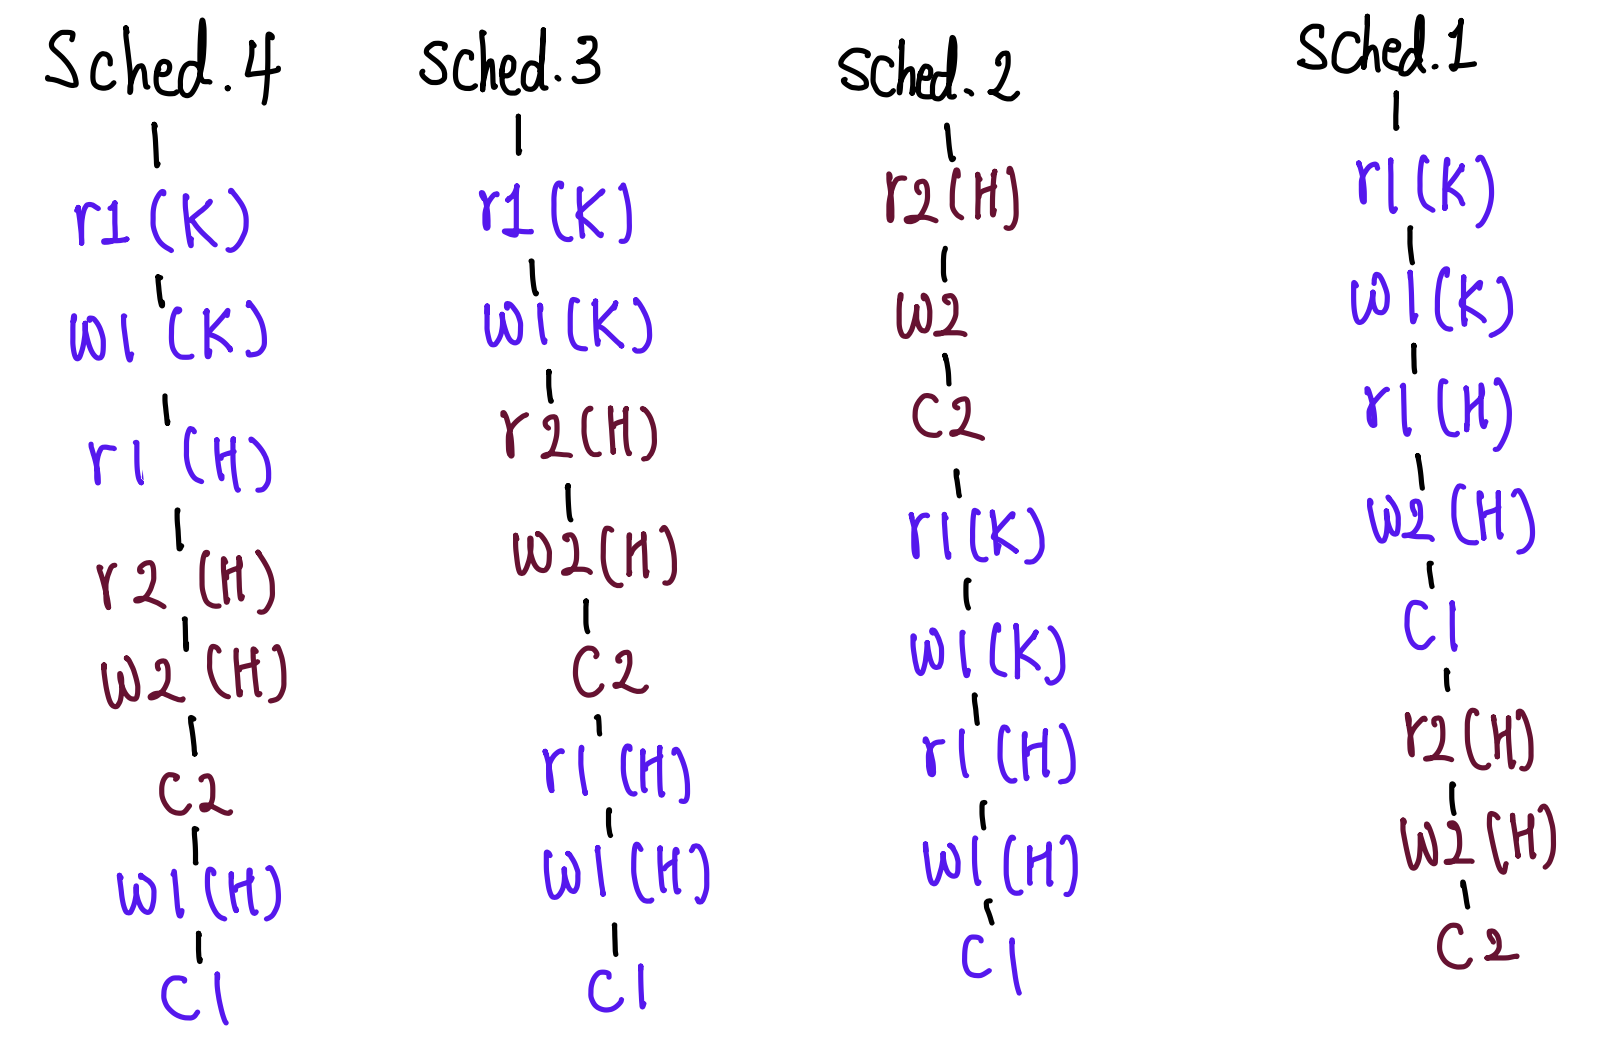 Sched. 4
r1 (K)
w1 (K)
r1 (H)
r2 (H)
w2 (H)
c2
w1 (H)
c1
Sched. 3
r1 (K)
w1 (K)
r2 (H)
w2 (H)
c2
r1 (H)
w1 (H)
c1
Sched. 2
r2 (H)
w2
c2
r1 (K)
w1 (K)
r1 (H)
w1 (H)
c1
Sched. 1
r1 (K)
w1 (K)
r1 (H)
w2 (H)
c1
r2 (H)
w2 (H)
c2